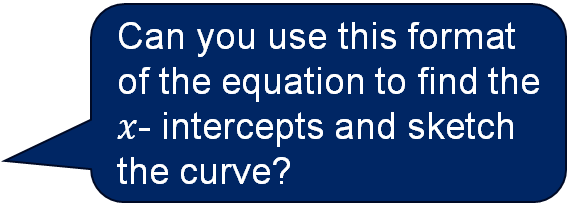 Can you use this format
of the equation to find the
𝑥- intercepts and sketch
the curve?